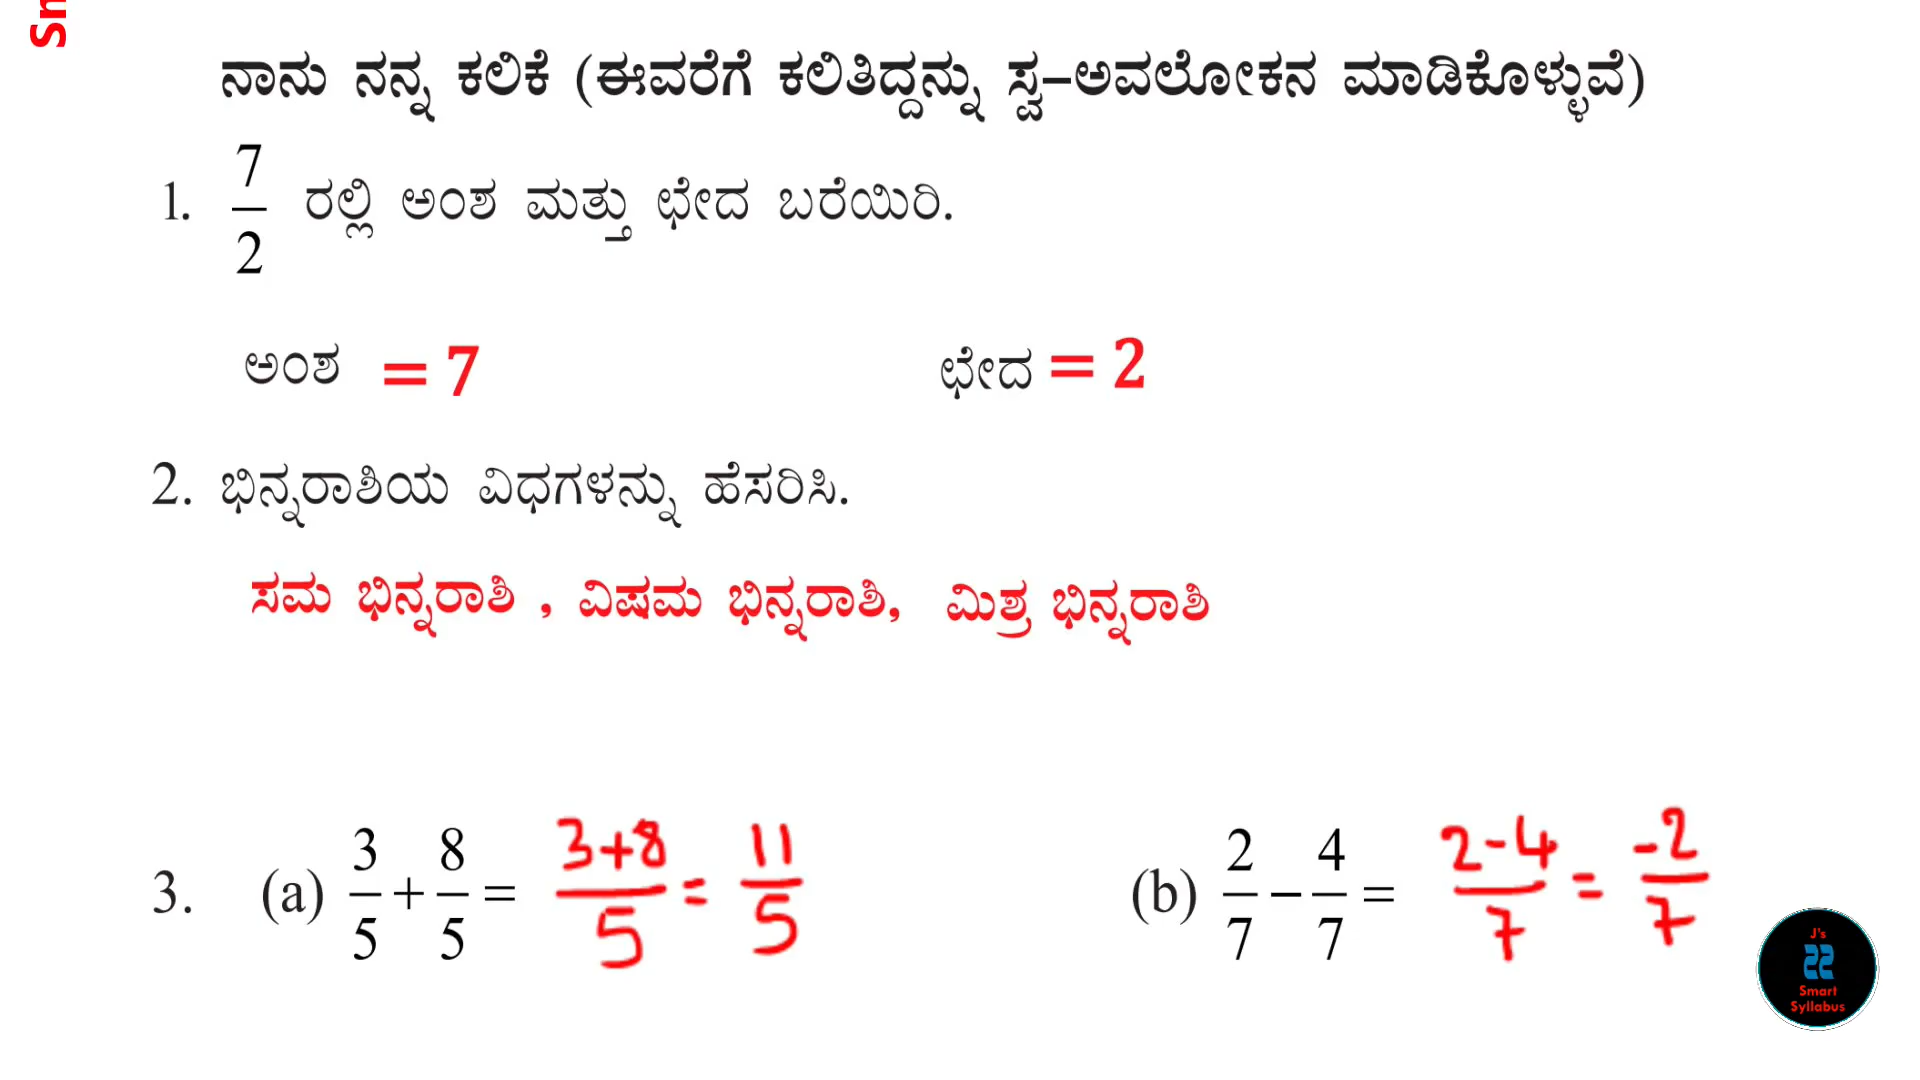 Sm
ನಾನು ನನ್ನ ಕಲಿಕೆ (ಈವರೆಗೆ ಕಲಿತಿದ್ದನ್ನು ಸ್ವ-ಅವಲೋಕನ ಮಾಡಿಕೊಳ್ಳುವೆ)
1. 7/2 ರಲ್ಲಿ ಅಂಶ ಮತ್ತು ಛೇದ ಬರೆಯಿರಿ.
ಅಂಶ = 7 ಛೇದ = 2
2. ಭಿನ್ನರಾಶಿಯ ವಿಧಗಳನ್ನು ಹೆಸರಿಸಿ.
ಸಮ ಭಿನ್ನರಾಶಿ , ವಿಷಮ ಭಿನ್ನರಾಶಿ, ಮಿಶ್ರ ಭಿನ್ನರಾಶಿ
3. (a) 3/5 + 8/5 = 3+8/5 = 11/5 (b) 2/7 − 4/7 = 2-4/7 = -2/7
J's
22
Smart
Syllabus